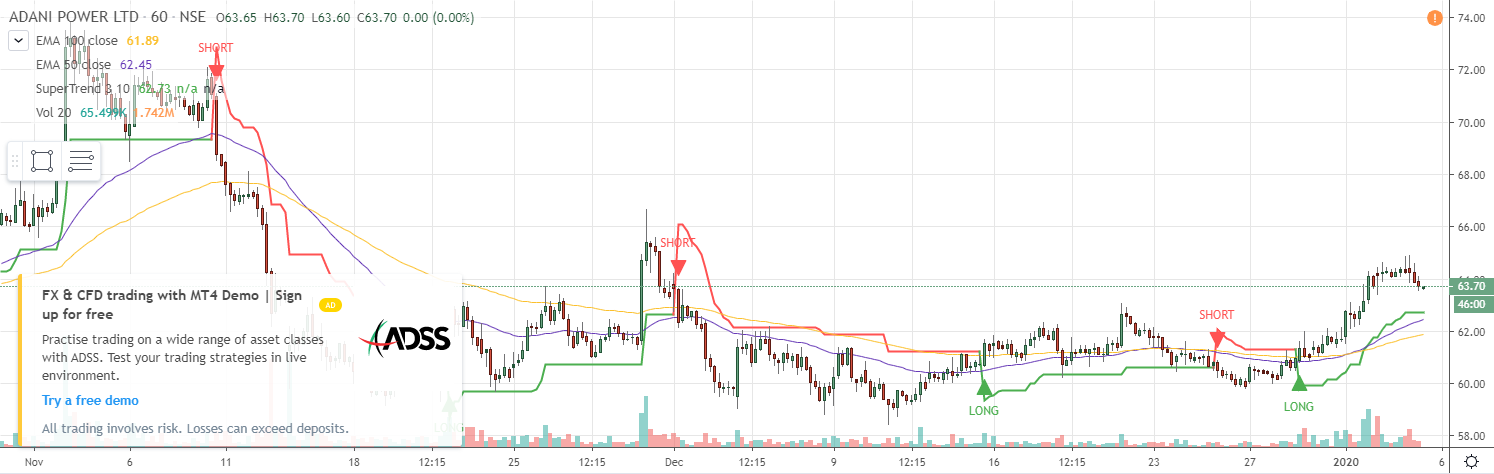 ADANI POWER LTD · 60 · NSE O63.65 H63.70 L63.60 C63.70 0.00 (0.00%)
EMA 100 close 61.89
EMA 50 close 62.45
SuperTrend 3 10 62.73 n/a n/a
Vol 20 65.499K 1.742M
SHORT
SHORT
SHORT
LONG
LONG
FX & CFD trading with MT4 Demo | Sign
up for free
AD
ADSS
Practise trading on a wide range of asset classes
with ADSS. Test your trading strategies in live
environment.
Try a free demo
All trading involves risk. Losses can exceed deposits.
!
74.00
72.00
70.00
68.00
66.00
63.70
46:00
62.00
60.00
58.00
Nov 6 11 18 12:15 25 12:15 Dec 12:15 9 12:15 16 12:15 23 27 2020 6